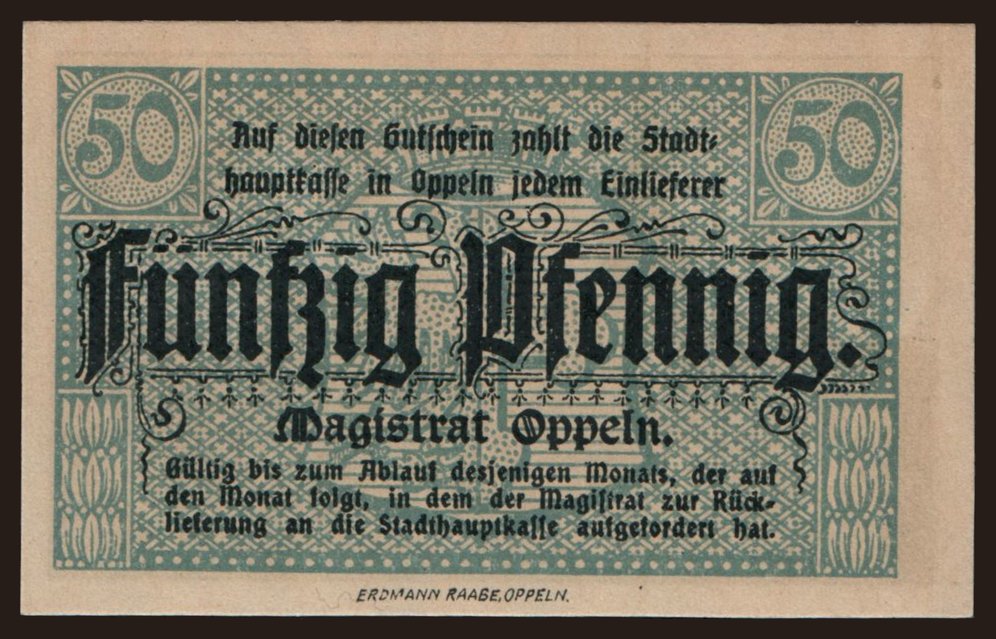 50 50
Auf diesen Gutschein zahlt die Stadt-
hauptkasse in Oppeln jedem Einlieferer
Fünfzig Pfennig.
Magistrat Oppeln.
Gültig bis zum Ablauf desjenigen Monats, der auf
den Monat folgt, in dem der Magistrat zur Rück-
lieferung an die Stadthauptkasse aufgefordert hat.
ERDMANN RAABE, OPPELN.